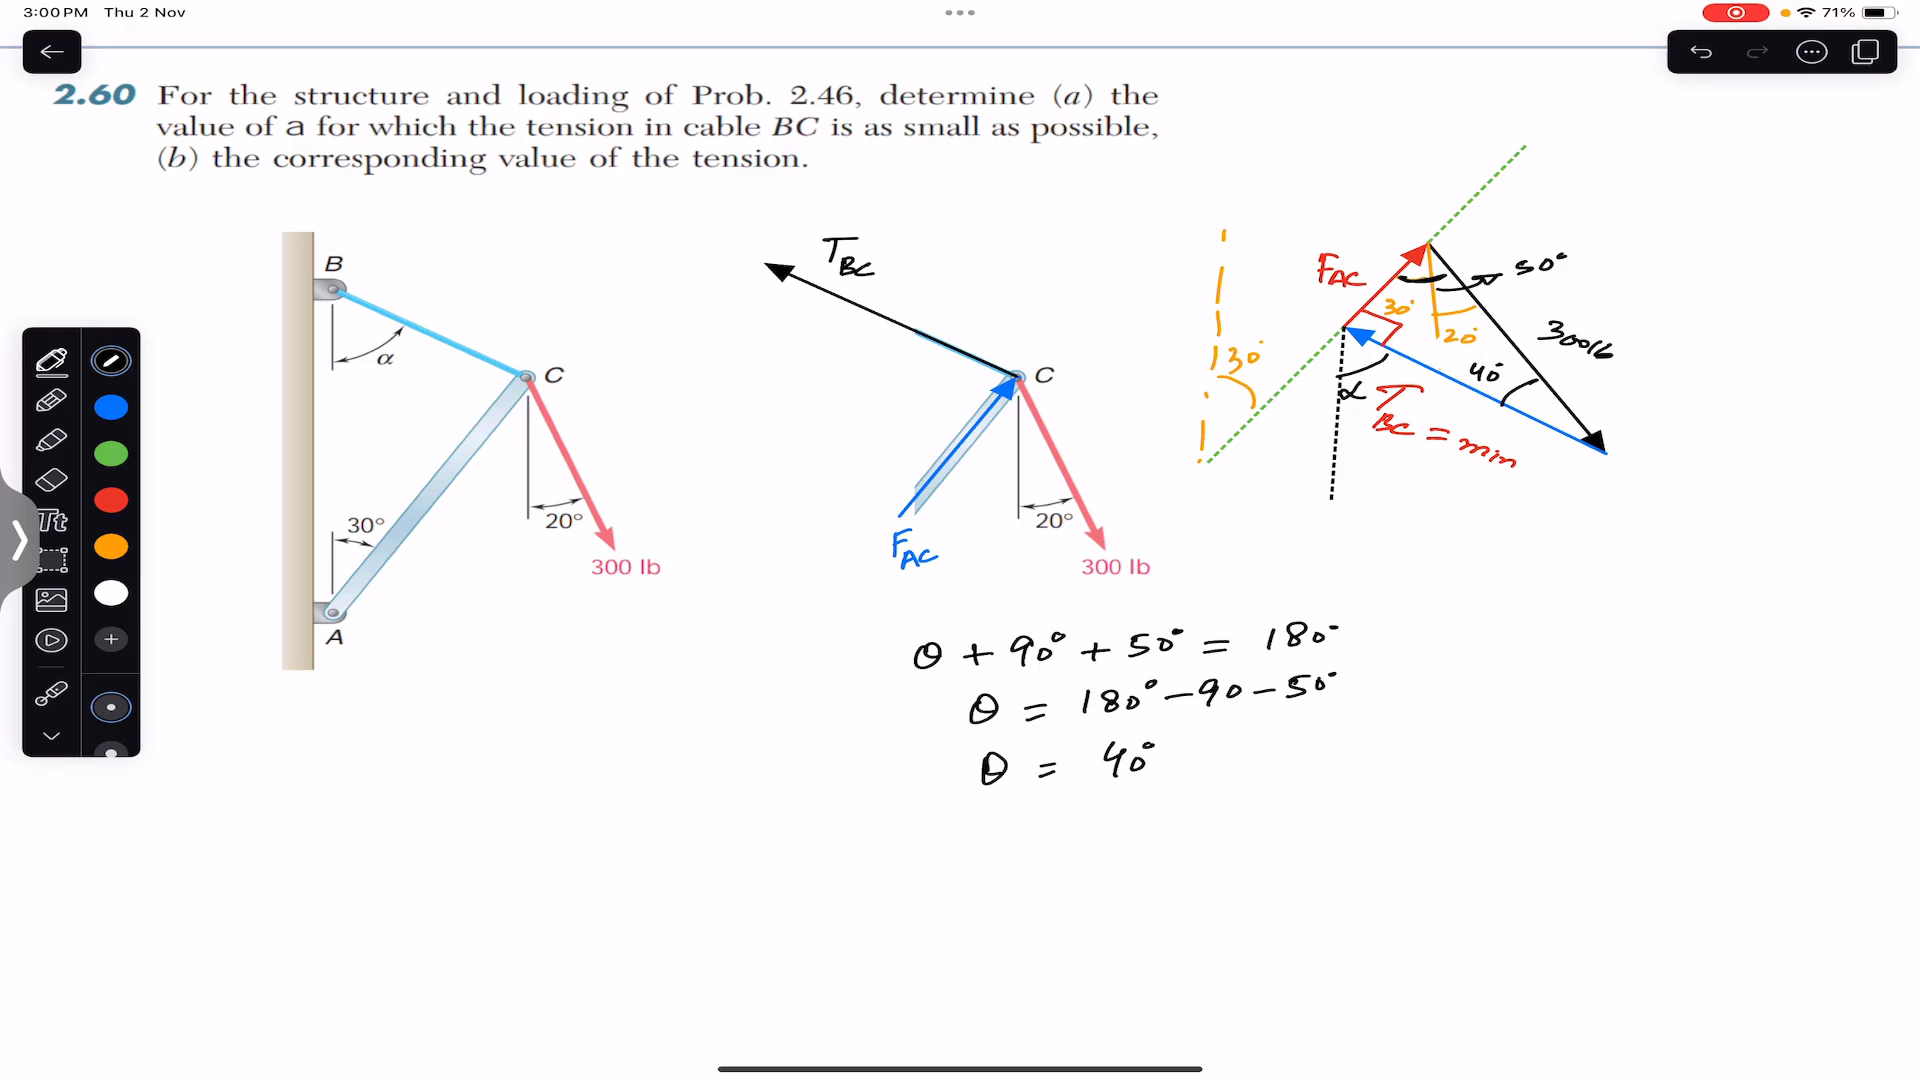 3:00 PM Thu 2 Nov
71%
2.60 For the structure and loading of Prob. 2.46, determine (a) the
value of a for which the tension in cable BC is as small as possible,
(b) the corresponding value of the tension.
B
α
C
30°
20°
300 lb
A
T_BC
C
F_AC
20°
300 lb
F_AC
50°
30°
20°
300lb
130°
40°
α
T_BC = min
Tt
θ + 90° + 50° = 180°
θ = 180° - 90 - 50°
θ = 40°